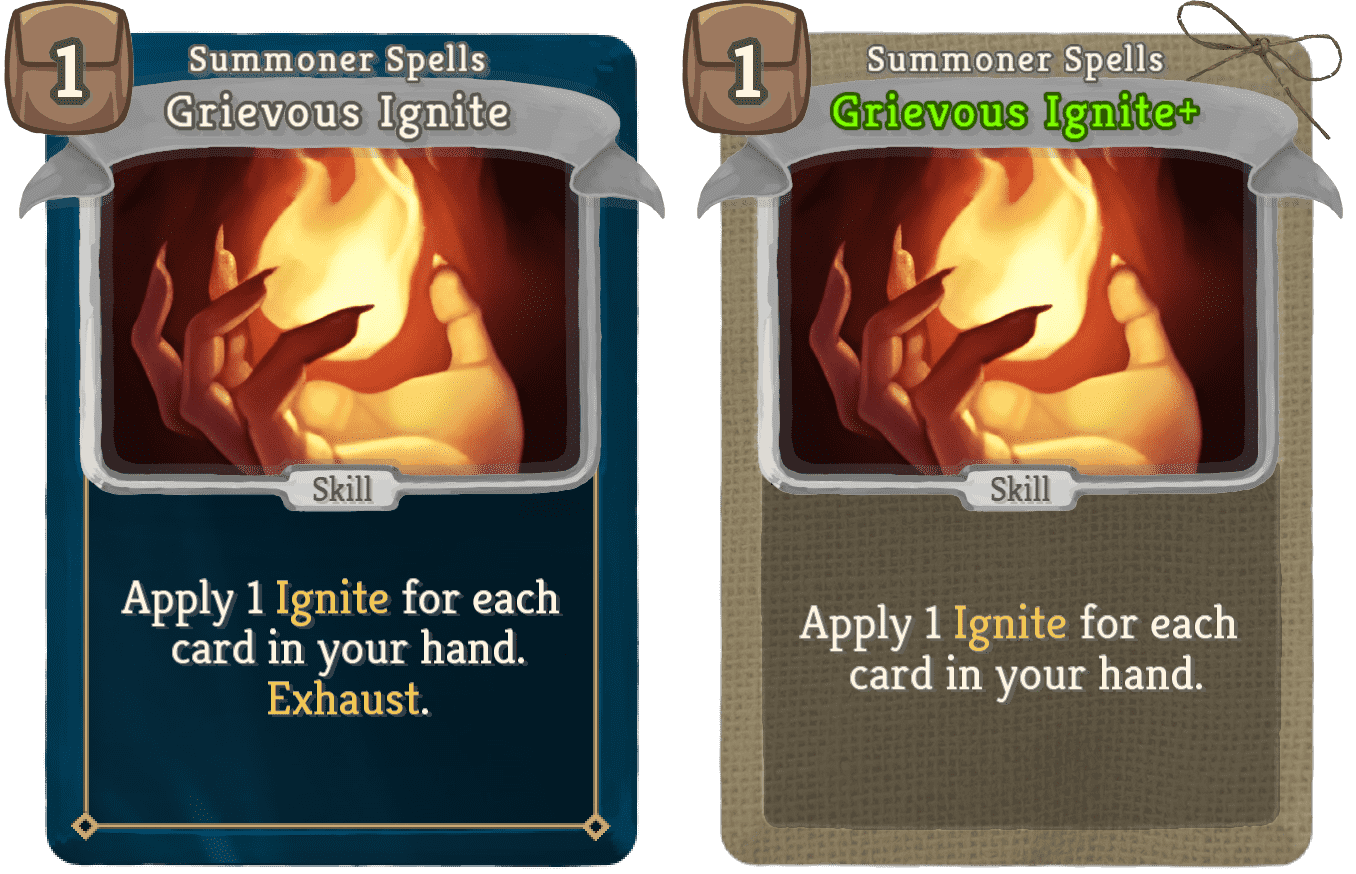 1
Summoner Spells
Grievous Ignite
Skill
Apply 1 Ignite for each
card in your hand.
Exhaust.
1
Summoner Spells
Grievous Ignite+
Skill
Apply 1 Ignite for each
card in your hand.